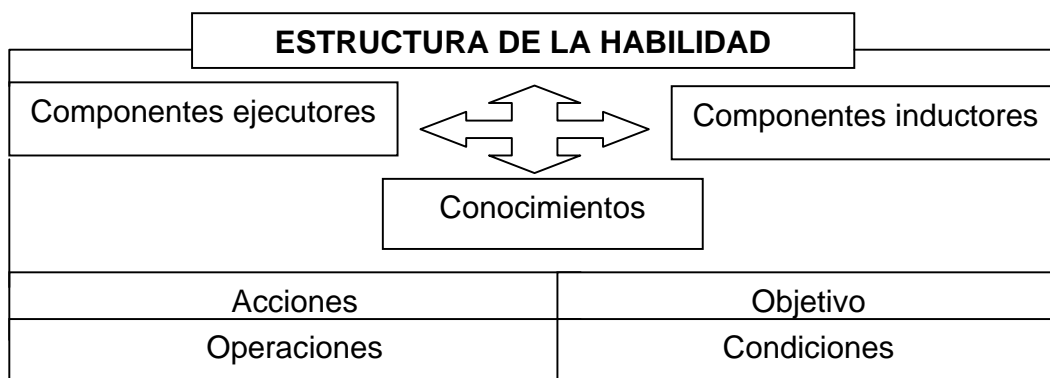 ESTRUCTURA DE LA HABILIDAD
Componentes ejecutores
Componentes inductores
Conocimientos
Acciones
Objetivo
Operaciones
Condiciones